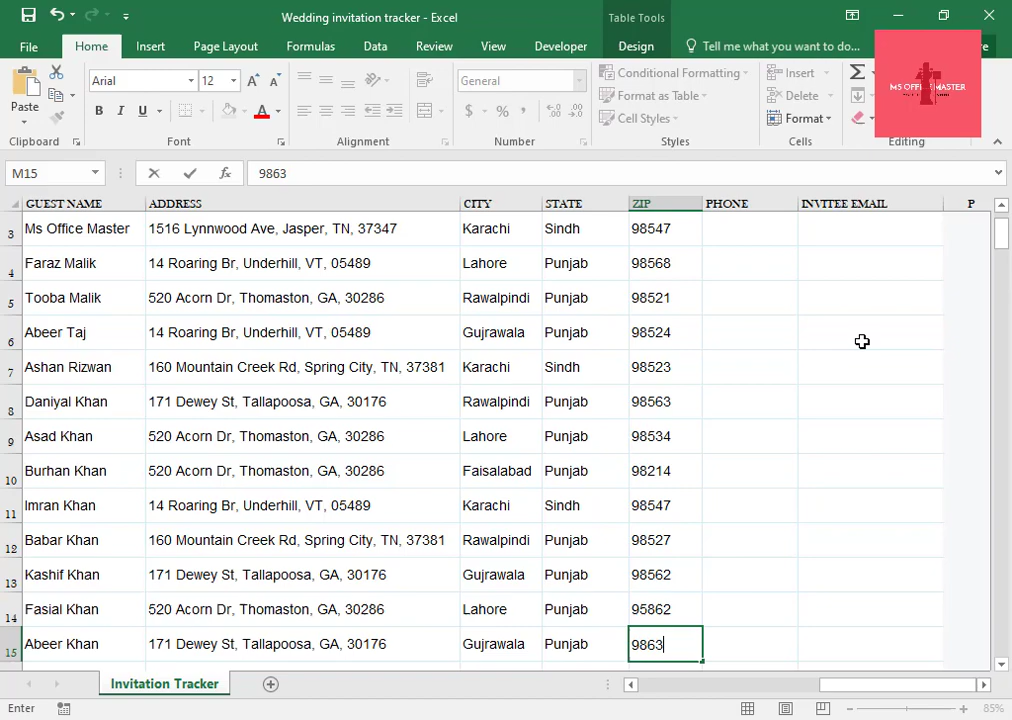 Wedding invitation tracker - Excel
Table Tools
File Home Insert Page Layout Formulas Data Review View Developer Design Tell me what you want to do...
MS OFFICE MASTER
Paste
Arial 12
B I U A
General
$ % ,
Conditional Formatting
Format as Table
Cell Styles
Insert
Delete
Format
Clipboard Font Alignment Number Styles Cells Editing
M15 fx 9863
GUEST NAME ADDRESS CITY STATE ZIP PHONE INVITEE EMAIL P
3 Ms Office Master 1516 Lynnwood Ave, Jasper, TN, 37347 Karachi Sindh 98547
4 Faraz Malik 14 Roaring Br, Underhill, VT, 05489 Lahore Punjab 98568
5 Tooba Malik 520 Acorn Dr, Thomaston, GA, 30286 Rawalpindi Punjab 98521
6 Abeer Taj 14 Roaring Br, Underhill, VT, 05489 Gujrawala Punjab 98524
7 Ashan Rizwan 160 Mountain Creek Rd, Spring City, TN, 37381 Karachi Sindh 98523
8 Daniyal Khan 171 Dewey St, Tallapoosa, GA, 30176 Rawalpindi Punjab 98563
9 Asad Khan 520 Acorn Dr, Thomaston, GA, 30286 Lahore Punjab 98534
10 Burhan Khan 520 Acorn Dr, Thomaston, GA, 30286 Faisalabad Punjab 98214
11 Imran Khan 14 Roaring Br, Underhill, VT, 05489 Karachi Sindh 98547
12 Babar Khan 160 Mountain Creek Rd, Spring City, TN, 37381 Rawalpindi Punjab 98527
13 Kashif Khan 171 Dewey St, Tallapoosa, GA, 30176 Gujrawala Punjab 98562
14 Fasial Khan 520 Acorn Dr, Thomaston, GA, 30286 Lahore Punjab 95862
15 Abeer Khan 171 Dewey St, Tallapoosa, GA, 30176 Gujrawala Punjab 9863
Invitation Tracker
Enter 85%